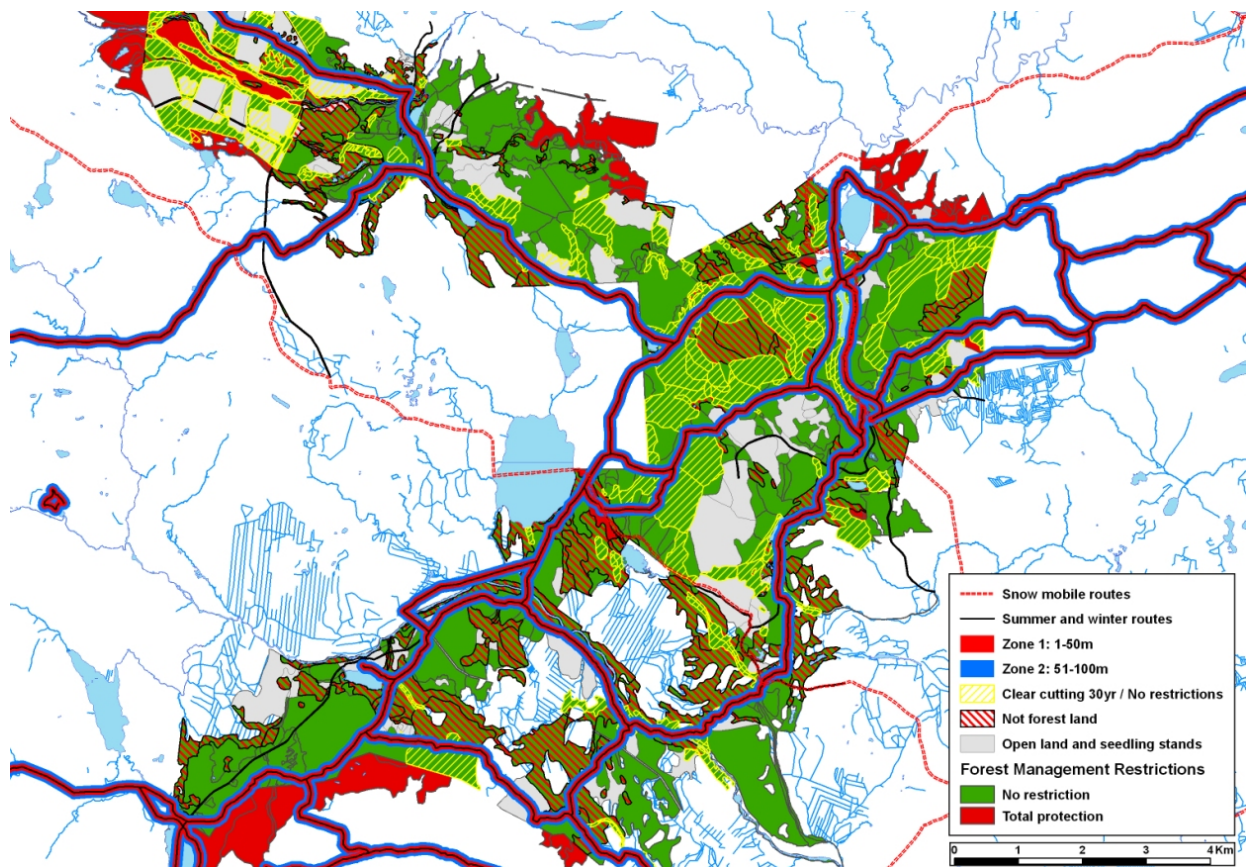 Snow mobile routes
Summer and winter routes
Zone 1: 1-50m
Zone 2: 51-100m
Clear cutting 30yr / No restrictions
Not forest land
Open land and seedling stands
Forest Management Restrictions
No restriction
Total protection
0 1 2 3 4 Km